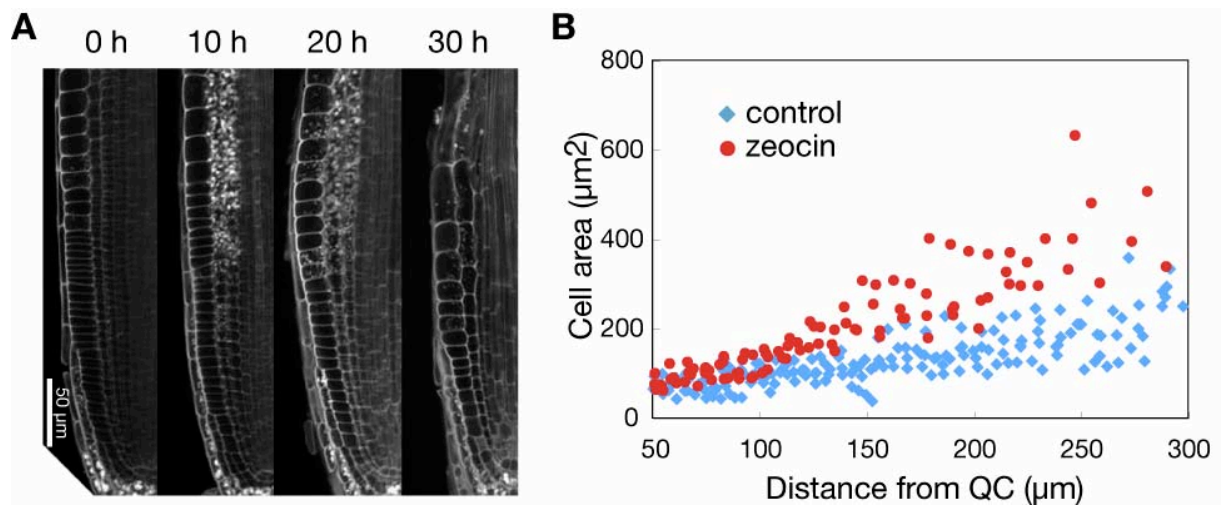 A
0 h 10 h 20 h 30 h
50 µm
B
800
600
400
200
0
Cell area (µm2)
control
zeocin
50 100 150 200 250 300
Distance from QC (µm)